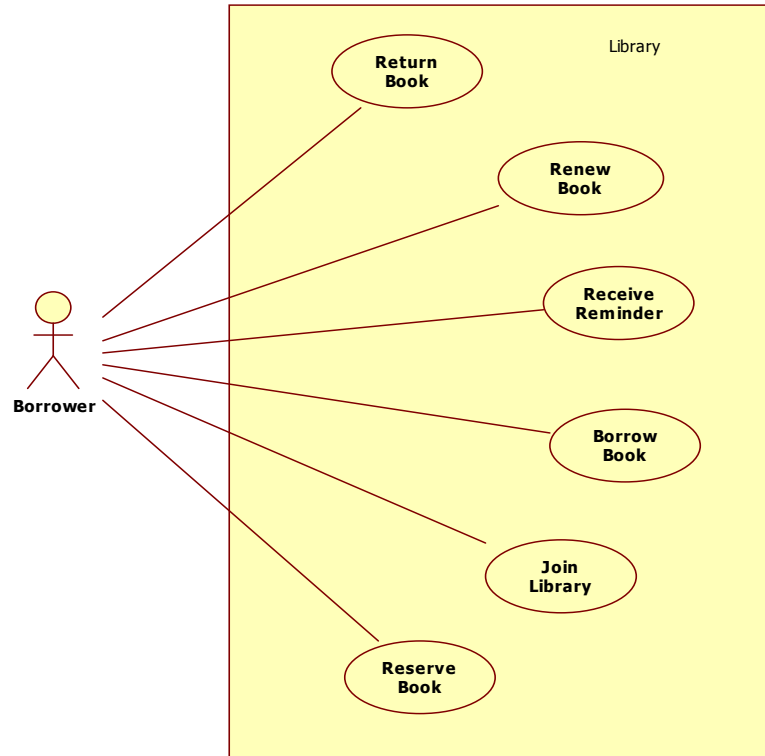 Library
Return
Book
Renew
Book
Receive
Reminder
Borrower
Borrow
Book
Join
Library
Reserve
Book